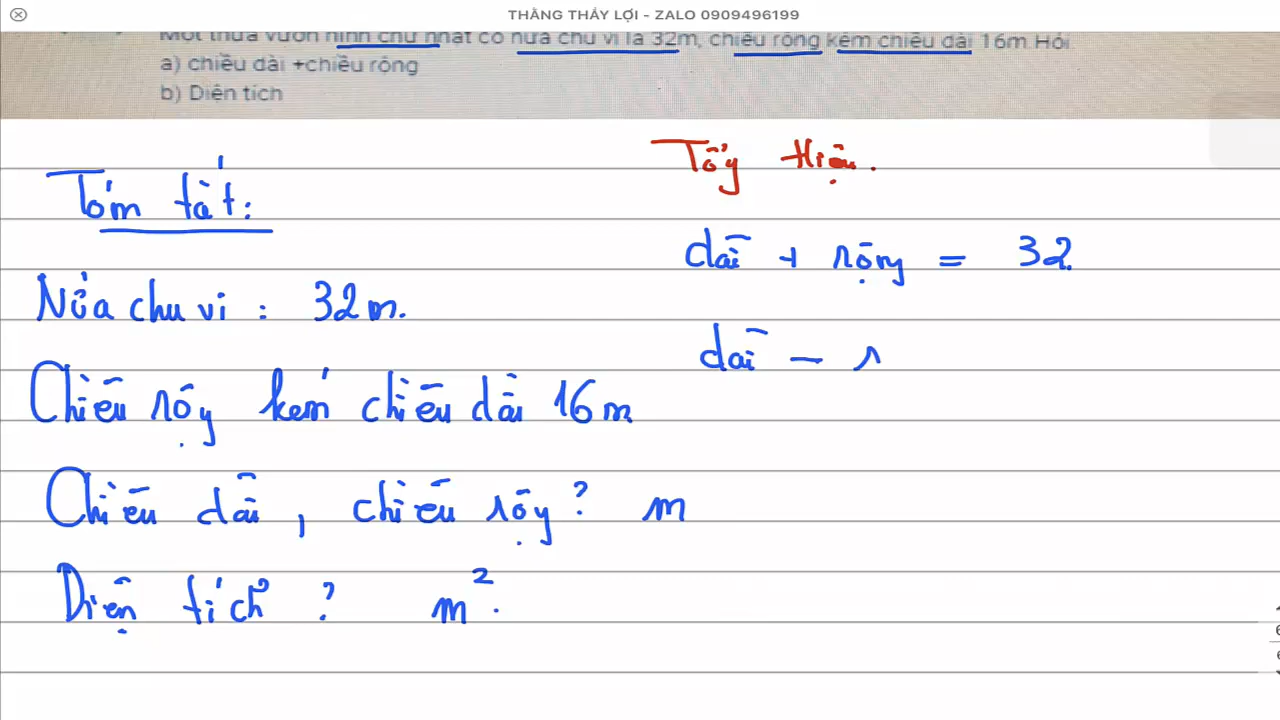 THẦNG THẦY LỢI - ZALO 0909496199
Một thửa vườn hình chữ nhật có nửa chu vi là 32m, chiều rộng kém chiều dài 16m. Hỏi
a) chiều dài +chiều rộng
b) Diện tích
Tóm tắt:
Nửa chu vi : 32m.
Chiều rộng kém chiều dài 16m
Chiều dài , chiều rộng ? m
Diện tích ? m².
Tổng hiệu.
dài + rộng = 32.
dài -